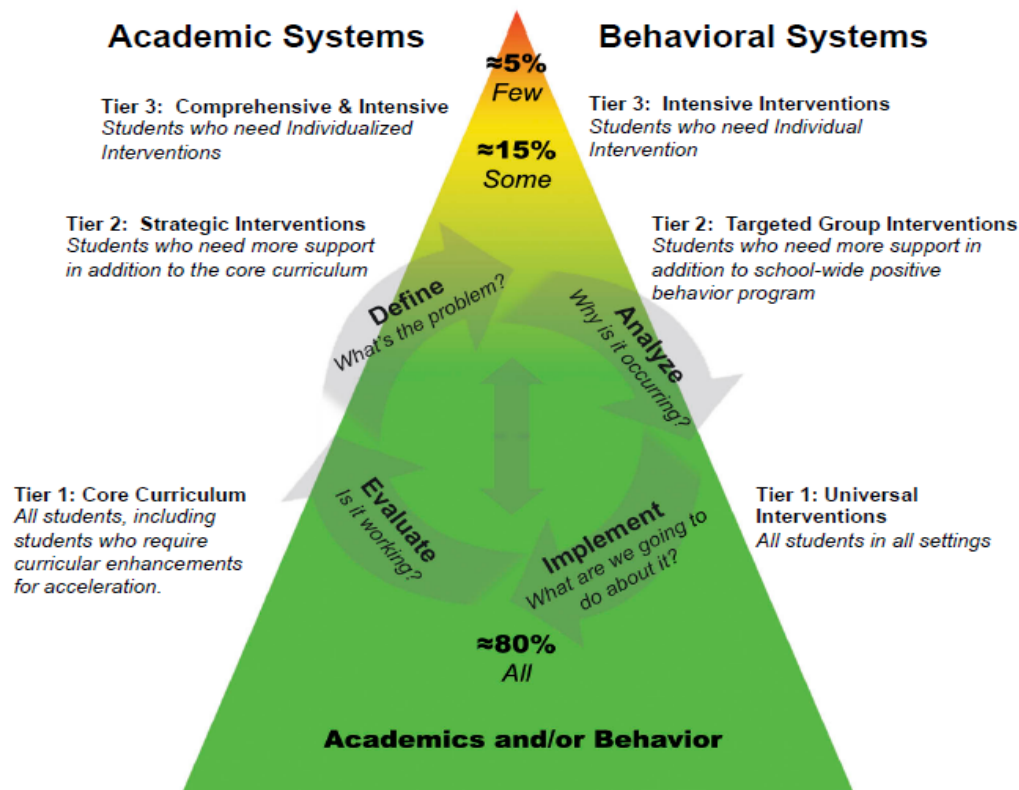 Academic Systems
Behavioral Systems
≈5%
Few
Tier 3: Comprehensive & Intensive
Students who need Individualized
Interventions
Tier 3: Intensive Interventions
Students who need Individual
Intervention
≈15%
Some
Tier 2: Strategic Interventions
Students who need more support
in addition to the core curriculum
Tier 2: Targeted Group Interventions
Students who need more support in
addition to school-wide positive
behavior program
Define
What's the problem?
Analyze
Why is it occurring?
Tier 1: Core Curriculum
All students, including
students who require
curricular enhancements
for acceleration.
Evaluate
Is it working?
Implement
What are we going to
do about it?
Tier 1: Universal
Interventions
All students in all settings
≈80%
All
Academics and/or Behavior